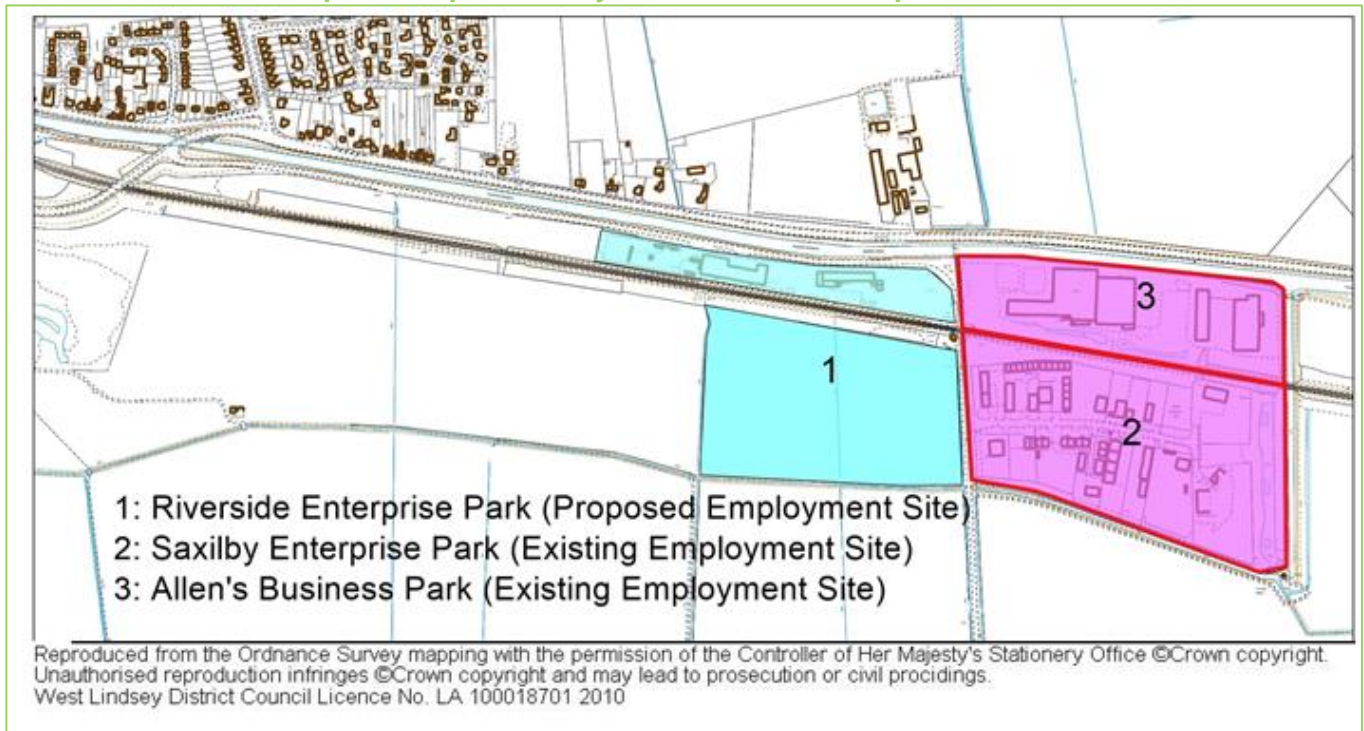 3
1
2
1: Riverside Enterprise Park (Proposed Employment Site)
2: Saxilby Enterprise Park (Existing Employment Site)
3: Allen's Business Park (Existing Employment Site)
Reproduced from the Ordnance Survey mapping with the permission of the Controller of Her Majesty's Stationery Office ©Crown copyright.
Unauthorised reproduction infringes ©Crown copyright and may lead to prosecution or civil procidings.
West Lindsey District Council Licence No. LA 100018701 2010